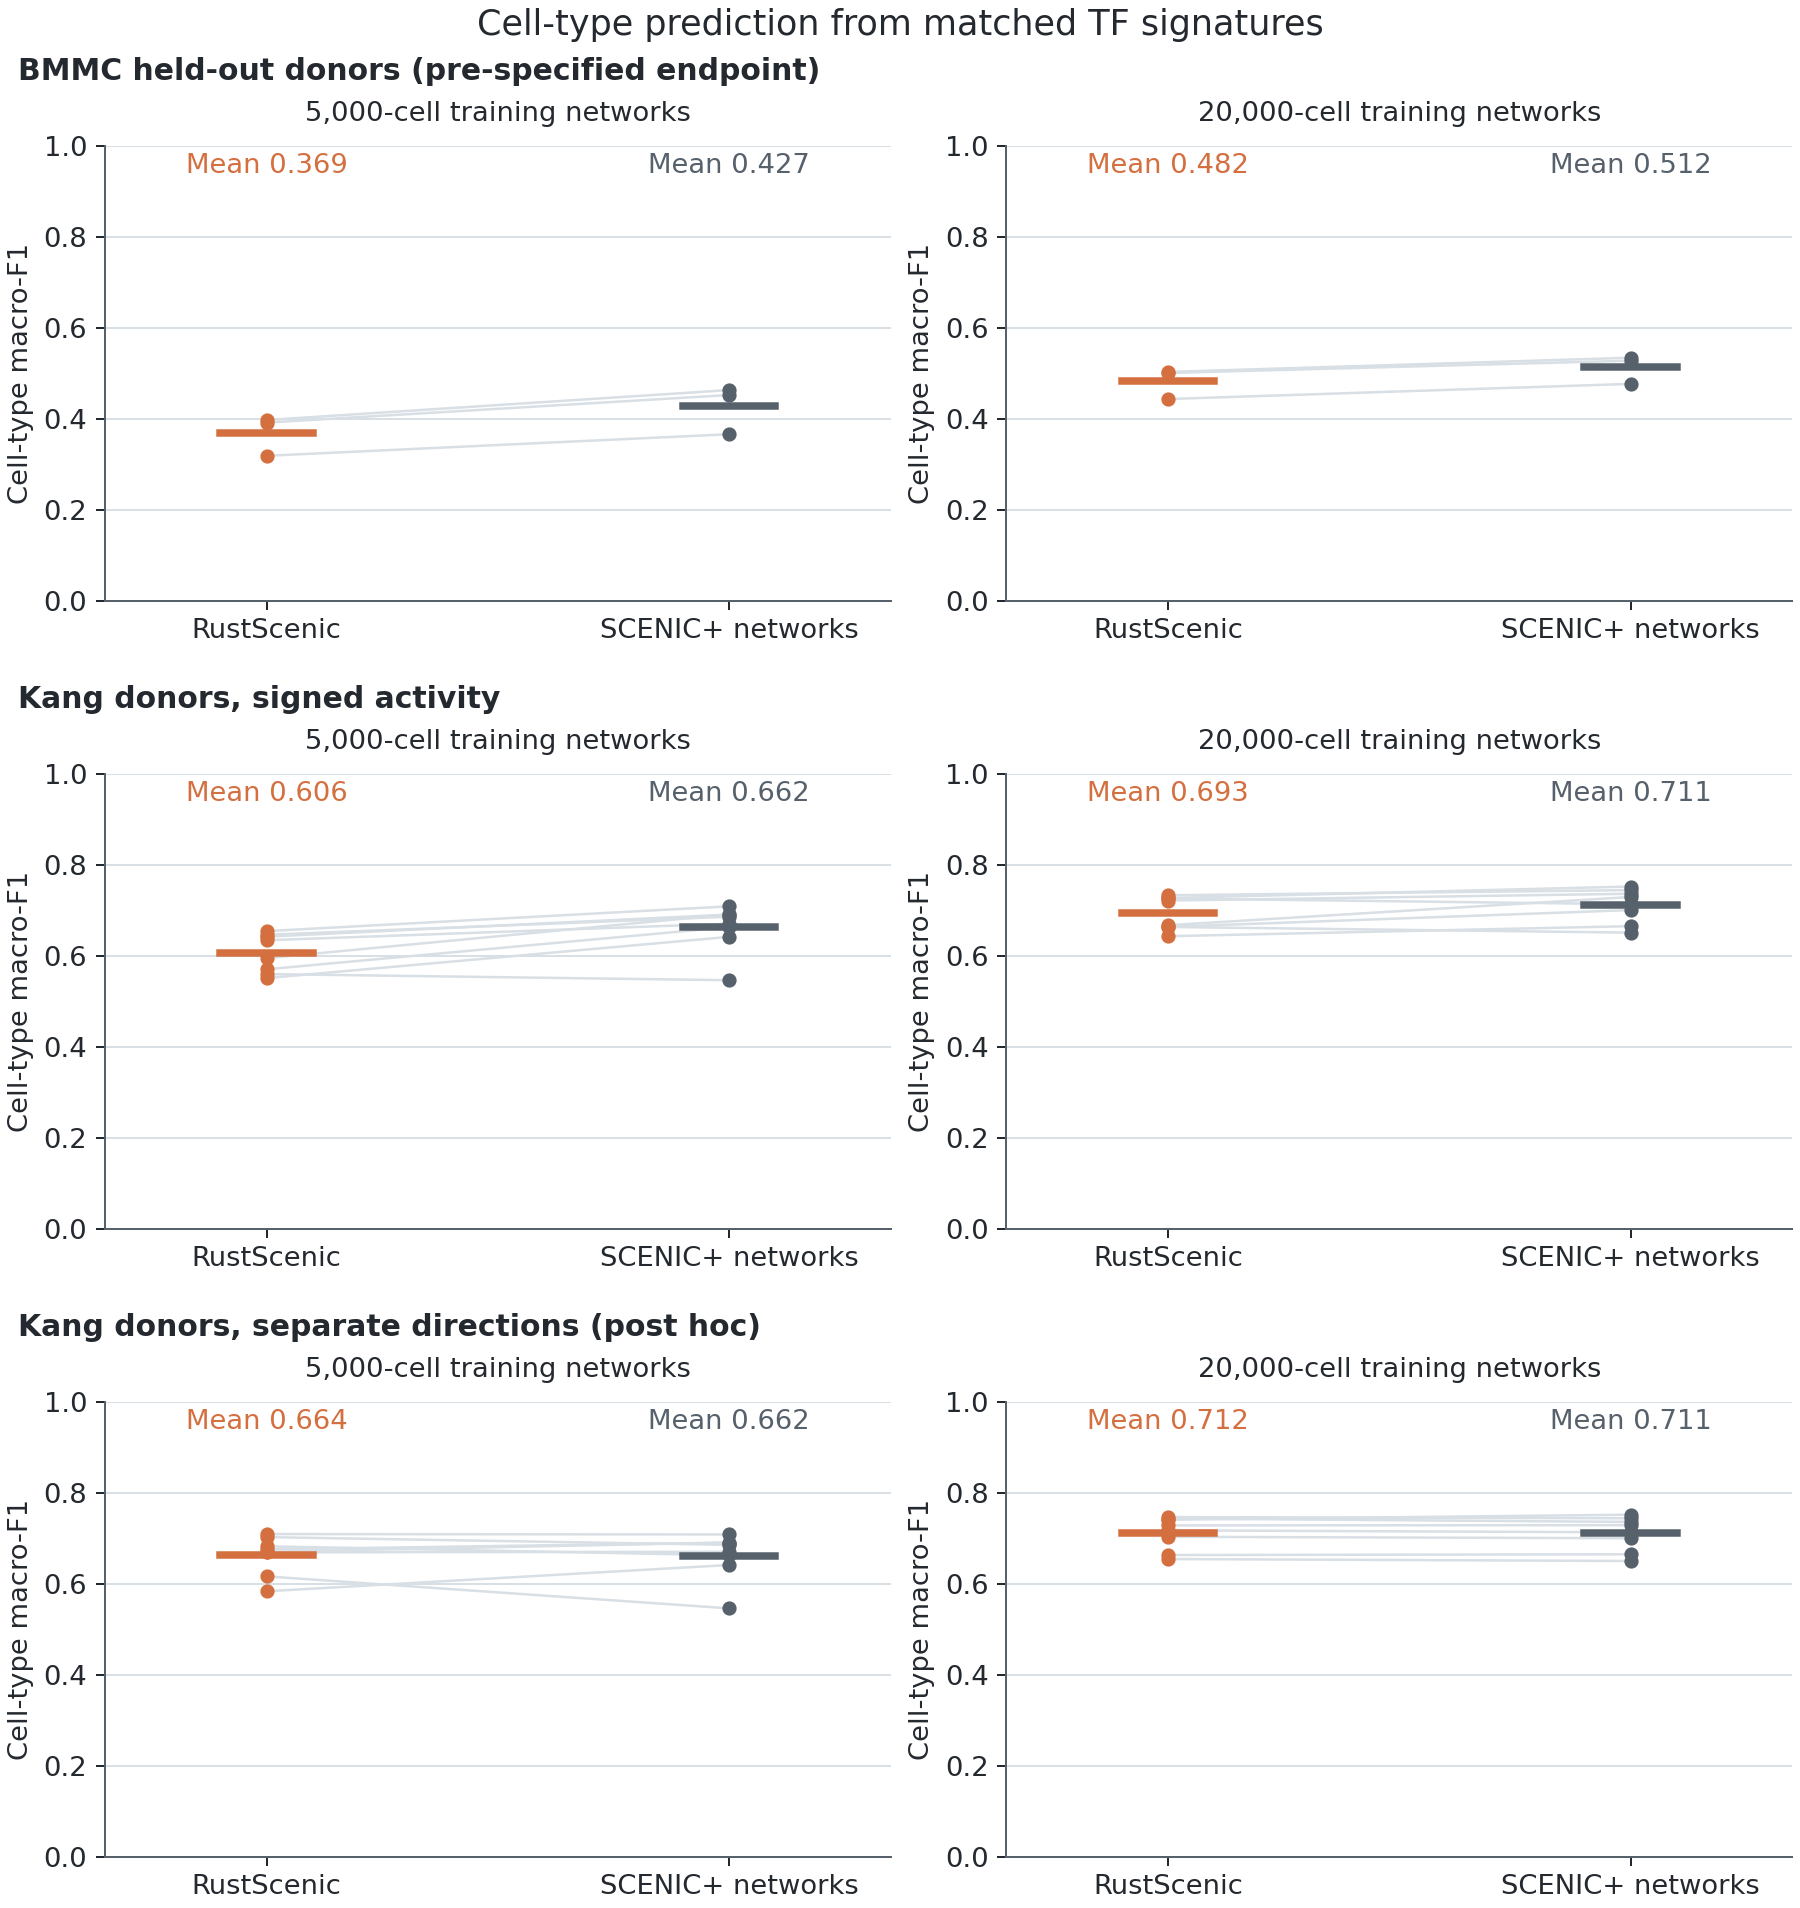 Cell-type prediction from matched TF signatures
BMMC held-out donors (pre-specified endpoint)
5,000-cell training networks
Cell-type macro-F1
1.0
0.8
0.6
0.4
0.2
0.0
Mean 0.369
Mean 0.427
RustScenic
SCENIC+ networks
20,000-cell training networks
Cell-type macro-F1
1.0
0.8
0.6
0.4
0.2
0.0
Mean 0.482
Mean 0.512
RustScenic
SCENIC+ networks
Kang donors, signed activity
5,000-cell training networks
Cell-type macro-F1
1.0
0.8
0.6
0.4
0.2
0.0
Mean 0.606
Mean 0.662
RustScenic
SCENIC+ networks
20,000-cell training networks
Cell-type macro-F1
1.0
0.8
0.6
0.4
0.2
0.0
Mean 0.693
Mean 0.711
RustScenic
SCENIC+ networks
Kang donors, separate directions (post hoc)
5,000-cell training networks
Cell-type macro-F1
1.0
0.8
0.6
0.4
0.2
0.0
Mean 0.664
Mean 0.662
RustScenic
SCENIC+ networks
20,000-cell training networks
Cell-type macro-F1
1.0
0.8
0.6
0.4
0.2
0.0
Mean 0.712
Mean 0.711
RustScenic
SCENIC+ networks